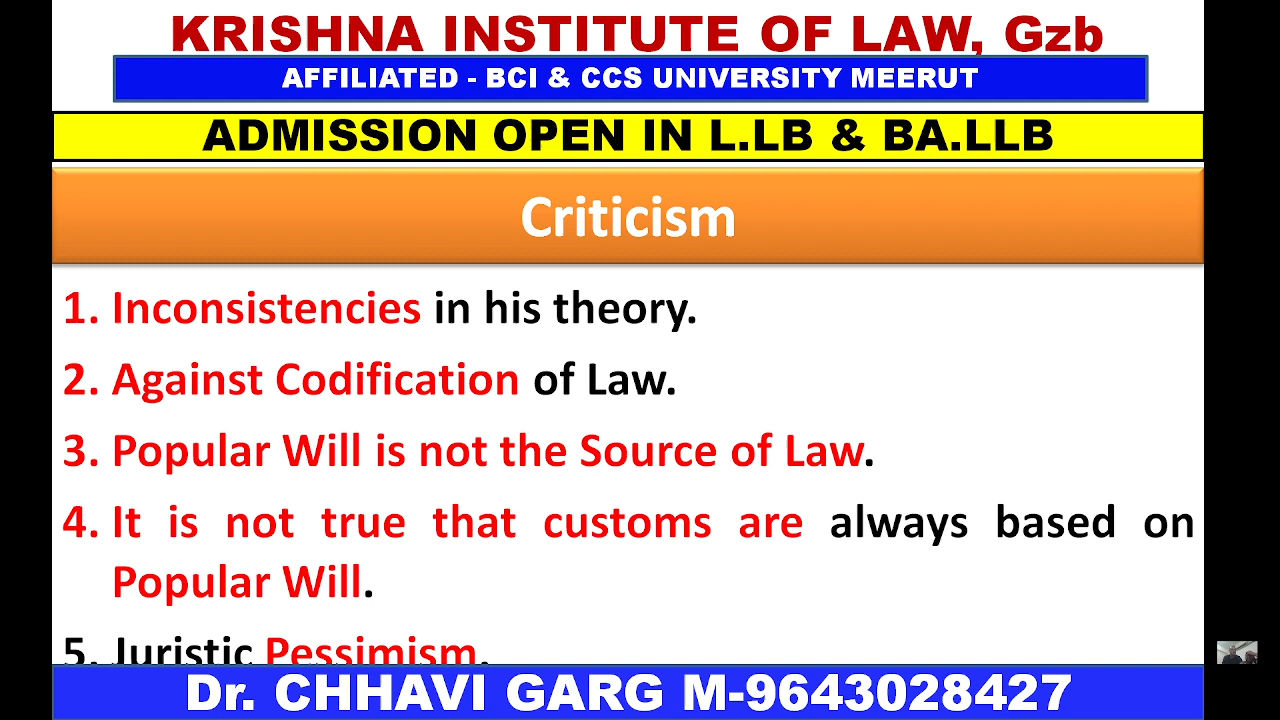 KRISHNA INSTITUTE OF LAW, Gzb
AFFILIATED - BCI & CCS UNIVERSITY MEERUT
ADMISSION OPEN IN L.LB & BA.LLB
Criticism
1. Inconsistencies in his theory.
2. Against Codification of Law.
3. Popular Will is not the Source of Law.
4. It is not true that customs are always based on
Popular Will.
5. Juristic Pessimism.
Dr. CHHAVI GARG M-9643028427